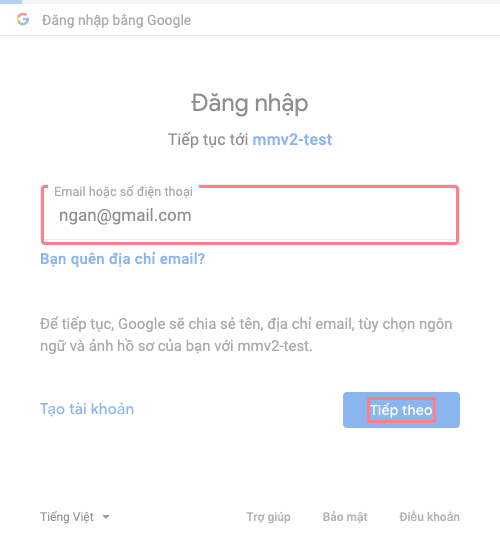 Đăng nhập bằng Google
Đăng nhập
Tiếp tục tới mmv2-test
Email hoặc số điện thoại
ngan@gmail.com
Bạn quên địa chỉ email?
Để tiếp tục, Google sẽ chia sẻ tên, địa chỉ email, tùy chọn ngôn
ngữ và ảnh hồ sơ của bạn với mmv2-test.
Tạo tài khoản
Tiếp theo
Tiếng Việt
Trợ giúp
Bảo mật
Điều khoản